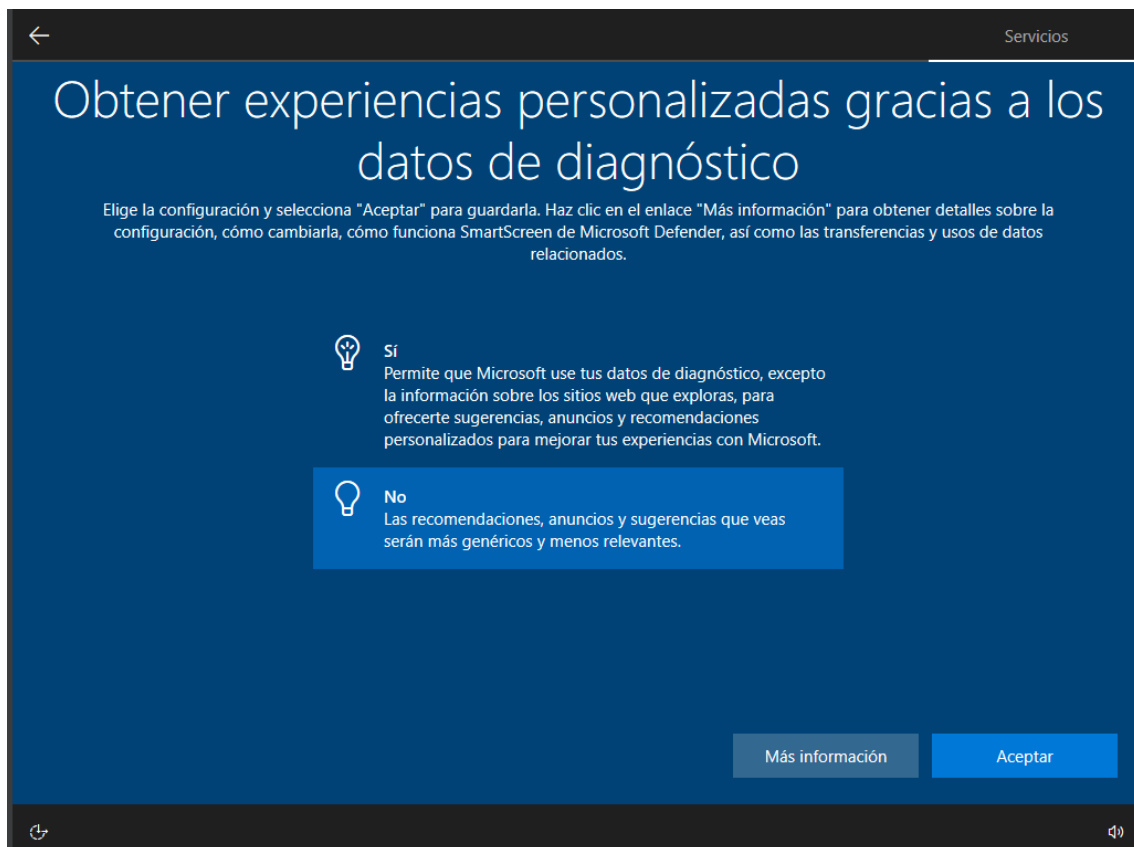 Servicios
Obtener experiencias personalizadas gracias a los
datos de diagnóstico
Elige la configuración y selecciona "Aceptar" para guardarla. Haz clic en el enlace "Más información" para obtener detalles sobre la
configuración, cómo cambiarla, cómo funciona SmartScreen de Microsoft Defender, así como las transferencias y usos de datos
relacionados.
Sí
Permite que Microsoft use tus datos de diagnóstico, excepto
la información sobre los sitios web que exploras, para
ofrecerte sugerencias, anuncios y recomendaciones
personalizados para mejorar tus experiencias con Microsoft.
No
Las recomendaciones, anuncios y sugerencias que veas
serán más genéricos y menos relevantes.
Más información
Aceptar